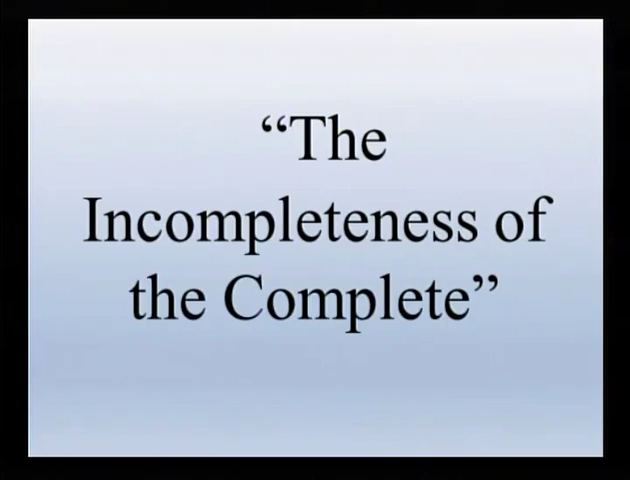 “The
Incompleteness of
the Complete”